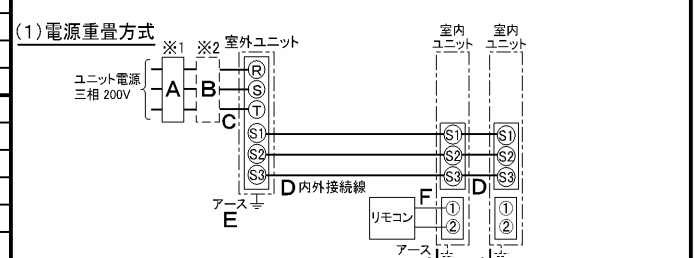 (1)電源重畳方式
※1
※2
室外ユニット
室内
ユニット
室内
ユニット
ユニット電源
三相 200V
A
B
C
R
S
T
S1
S2
S3
S1
S2
S3
S1
S2
S3
D 内外接続線
D
アース
E
F
リモコン
①
②
①
②
アース